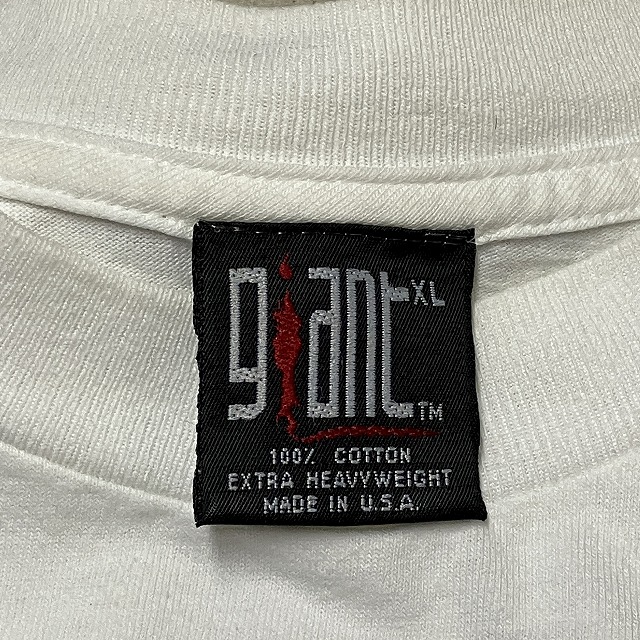 giant XL
TM
100% COTTON
EXTRA HEAVYWEIGHT
MADE IN U.S.A.